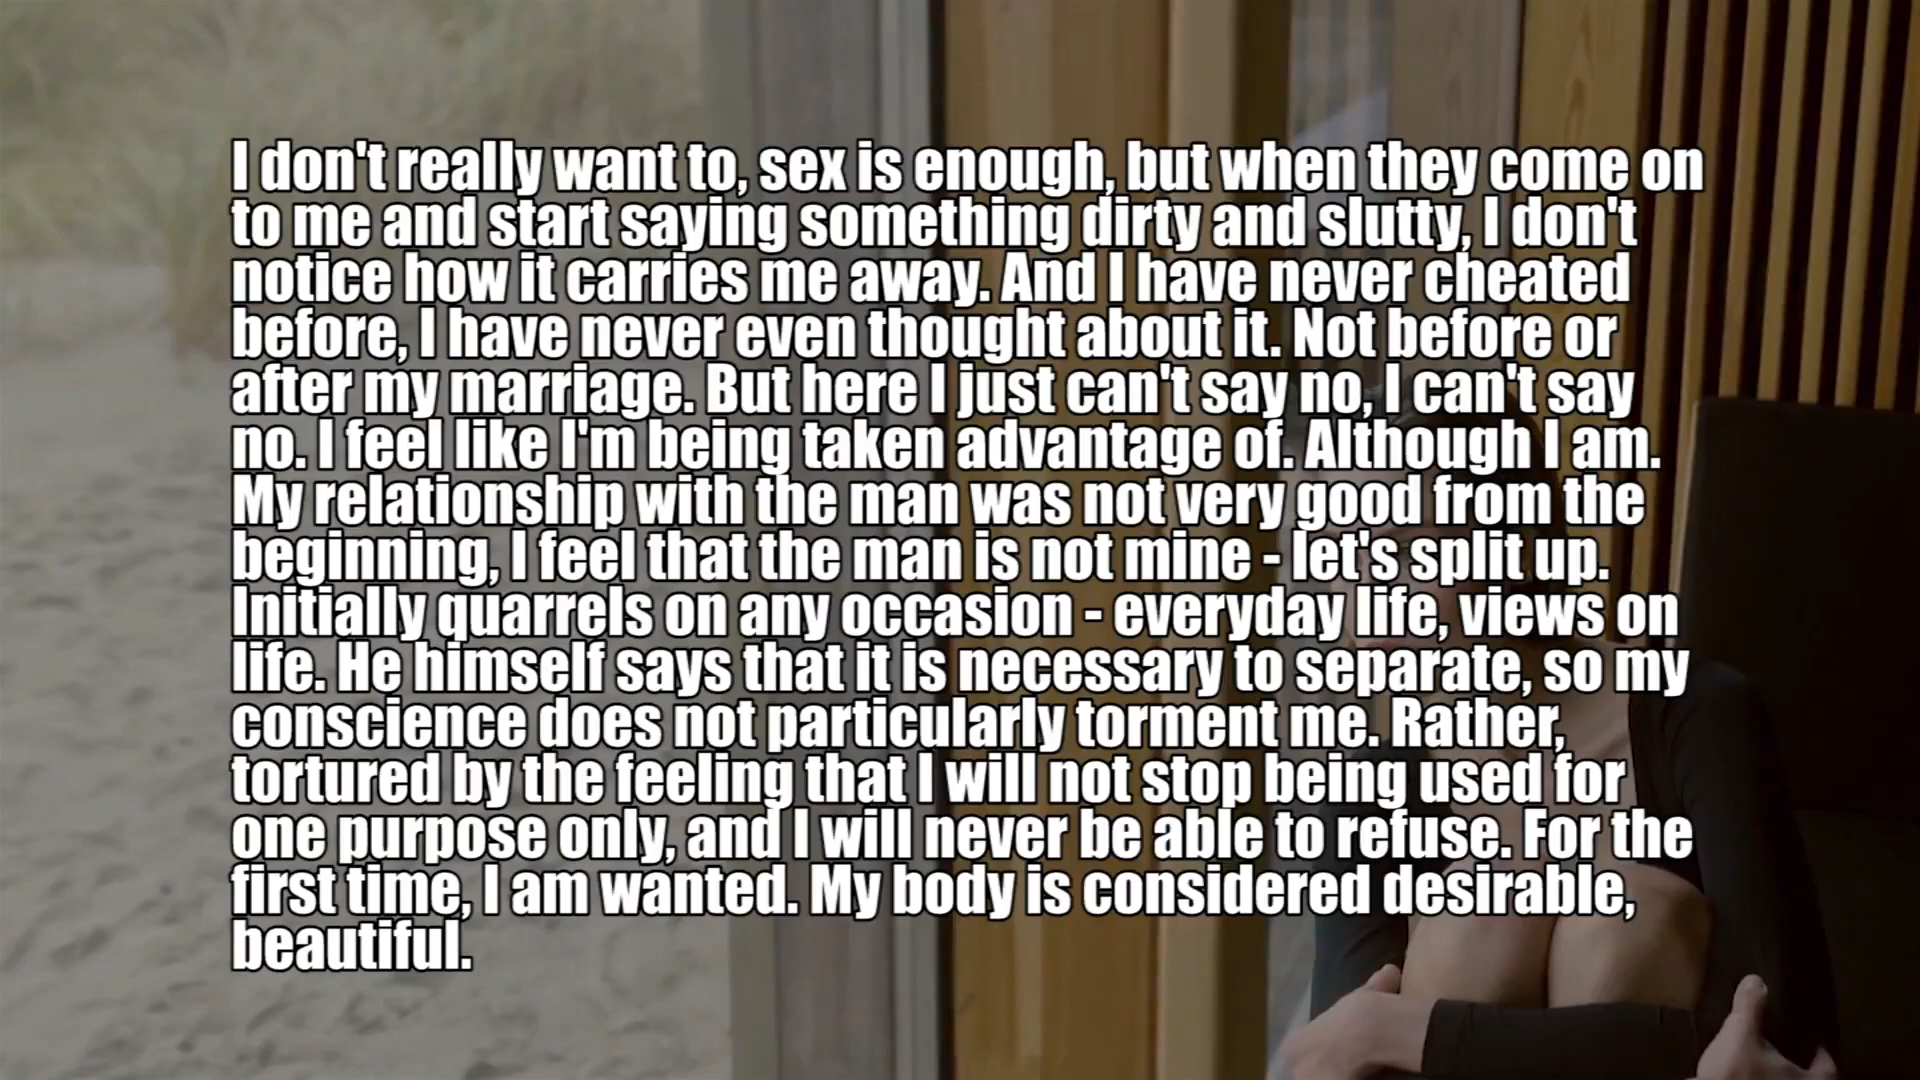 I don't really want to, sex is enough, but when they come on
to me and start saying something dirty and slutty, I don't
notice how it carries me away. And I have never cheated
before, I have never even thought about it. Not before or
after my marriage. But here I just can't say no, I can't say
no. I feel like I'm being taken advantage of. Although I am.
My relationship with the man was not very good from the
beginning, I feel that the man is not mine - let's split up.
Initially quarrels on any occasion - everyday life, views on
life. He himself says that it is necessary to separate, so my
conscience does not particularly torment me. Rather,
tortured by the feeling that I will not stop being used for
one purpose only, and I will never be able to refuse. For the
first time, I am wanted. My body is considered desirable,
beautiful.